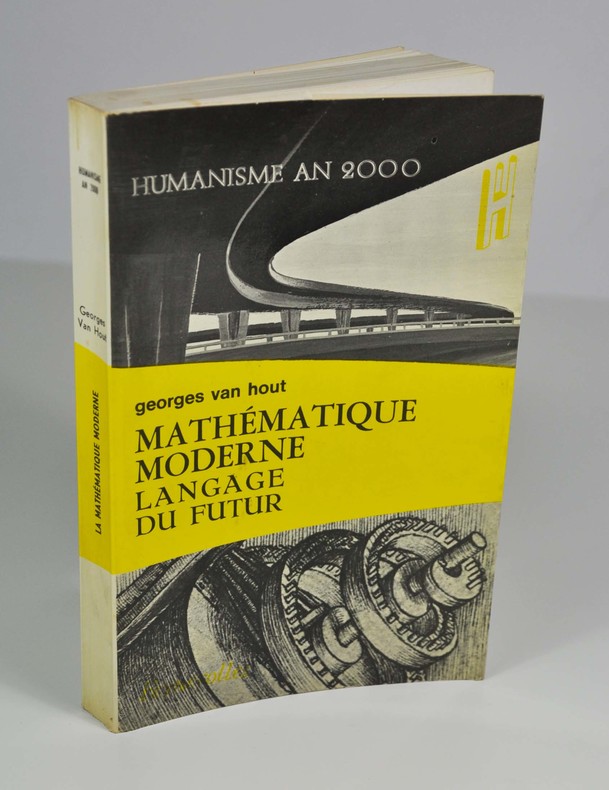 HUMANISME AN 2000
georges van hout
MATHÉMATIQUE
MODERNE
LANGAGE
DU FUTUR
HUMANISME
AN 2000
Georges
Van Hout
LA MATHÉMATIQUE MODERNE